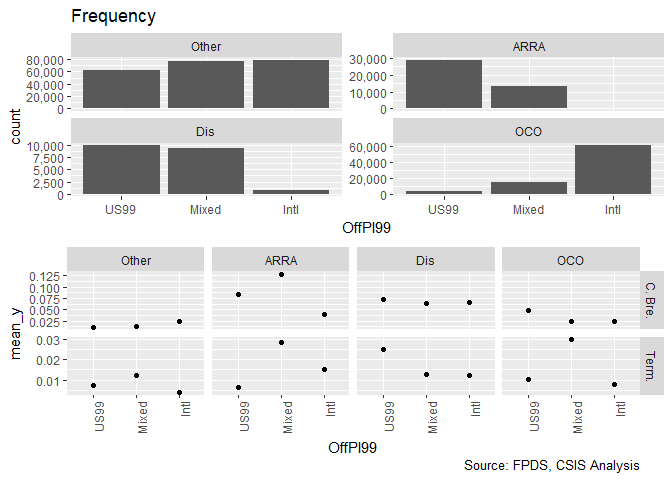 Frequency
Other
ARRA
80,000
60,000
40,000
20,000
0
30,000
20,000
10,000
0
count
Dis
OCO
10,000
7,500
5,000
2,500
0
60,000
40,000
20,000
0
US99 Mixed Intl
US99 Mixed Intl
OffPl99
Other ARRA Dis OCO
0.125
0.100
0.075
0.050
0.025
C. Bre.
mean_y
0.03
0.02
0.01
Term.
US99 Mixed Intl
US99 Mixed Intl
US99 Mixed Intl
US99 Mixed Intl
OffPl99
Source: FPDS, CSIS Analysis